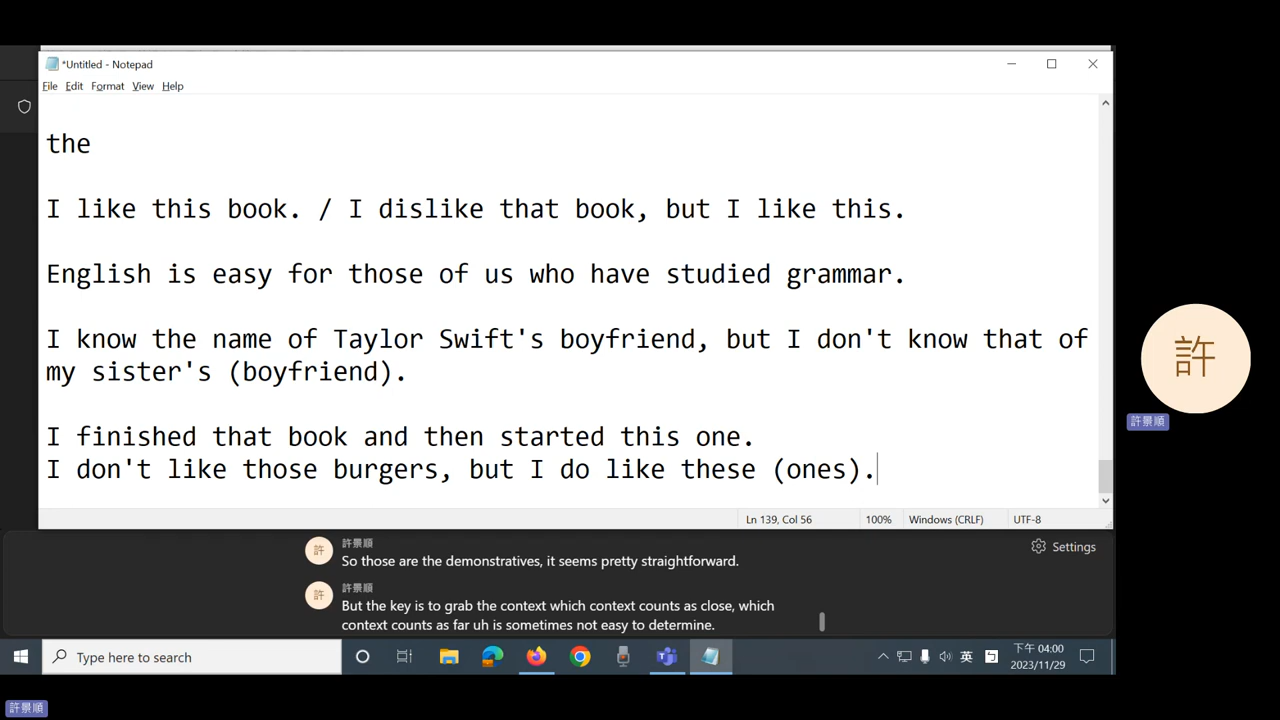 *Untitled - Notepad
File Edit Format View Help
the
I like this book. / I dislike that book, but I like this.
English is easy for those of us who have studied grammar.
I know the name of Taylor Swift's boyfriend, but I don't know that of
my sister's (boyfriend).
I finished that book and then started this one.
I don't like those burgers, but I do like these (ones).
Ln 139, Col 56 100% Windows (CRLF) UTF-8
許
許景順
許
許景順
So those are the demonstratives, it seems pretty straightforward.
Settings
許
許景順
But the key is to grab the context which context counts as close, which
context counts as far uh is sometimes not easy to determine.
Type here to search
英
下午 04:00
2023/11/29
許景順